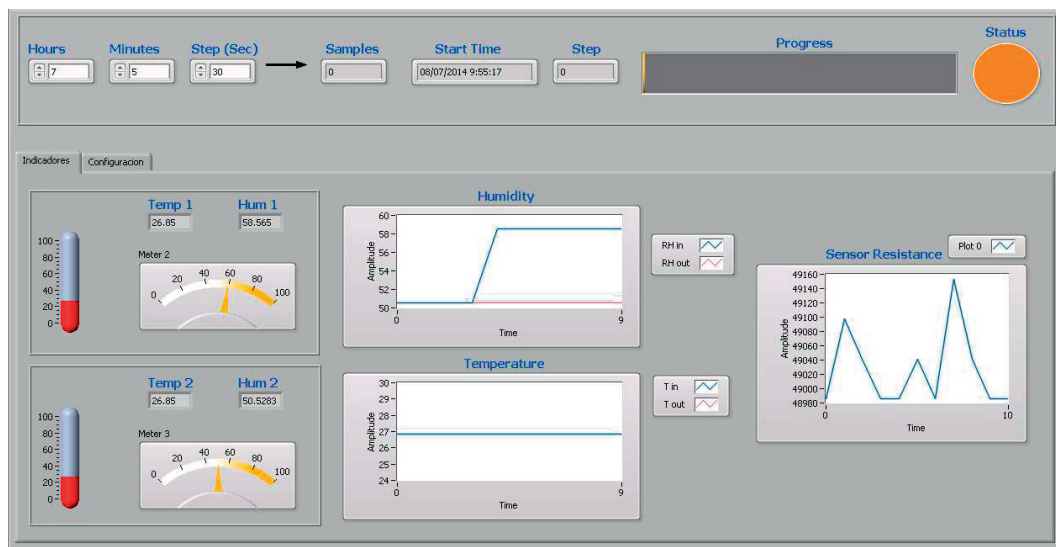 Hours
Minutes
Step (Sec)
Samples
Start Time
Step
Progress
Status
7
5
30
0
08/07/2014 9:55:17
0
Indicadores
Configuracion
Temp 1
Hum 1
26.85
58.565
100
80
60
40
20
0
Meter 2
0
20
40
60
80
100
Temp 2
Hum 2
26.85
50.5283
100
80
60
40
20
0
Meter 3
0
20
40
60
80
100
Humidity
60
58
56
54
52
50
Amplitude
0
9
Time
RH in
RH out
Temperature
30
29
28
27
26
25
24
Amplitude
0
9
Time
T in
T out
Sensor Resistance
Plot 0
49160
49140
49120
49100
49080
49060
49040
49020
49000
48980
Amplitude
0
10
Time